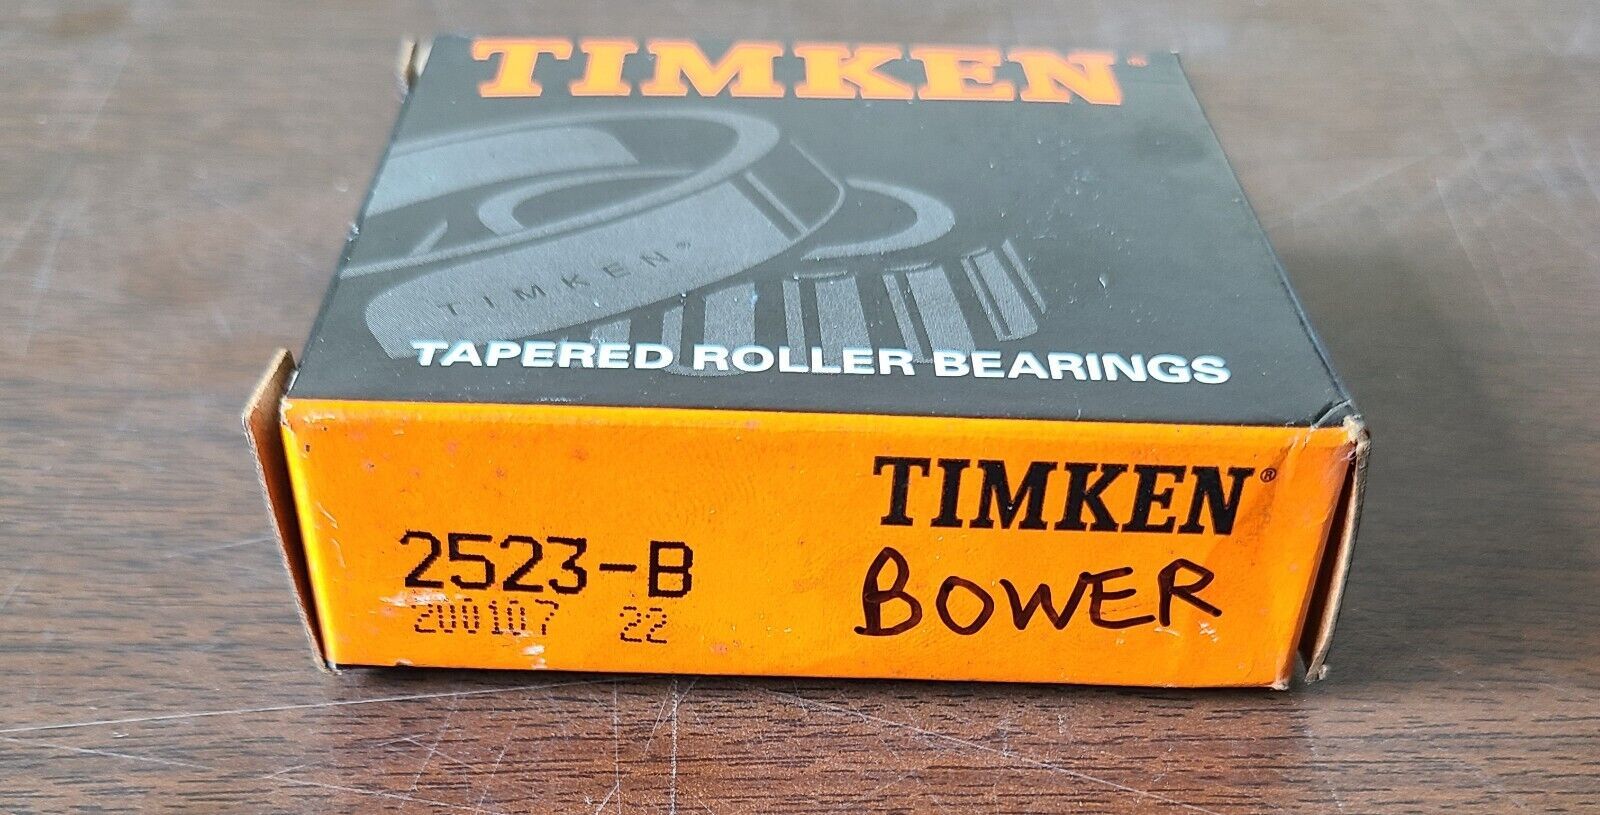 TIMKEN®
TIMKEN®
TAPERED ROLLER BEARINGS
TIMKEN®
2523-B
BOWER
200107 22